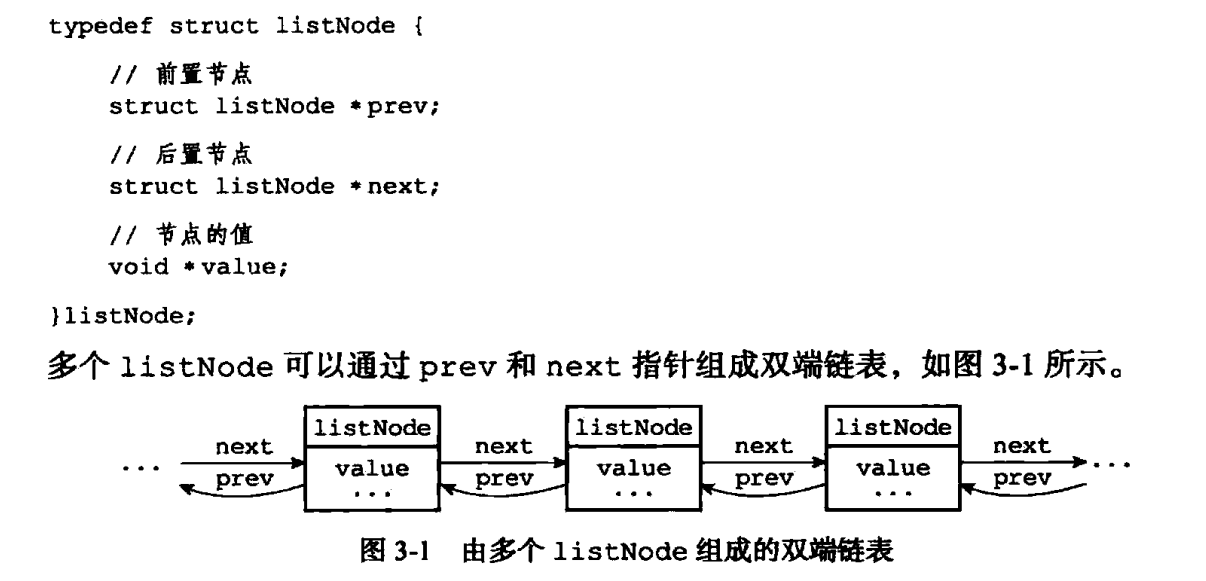 typedef struct listNode {
// 前置节点
struct listNode *prev;
// 后置节点
struct listNode *next;
// 节点的值
void *value;
}listNode;
多个 listNode 可以通过 prev 和 next 指针组成双端链表，如图 3-1 所示。
listNode listNode listNode
next next next next
... value value value ...
prev prev prev prev
... ... ...
图 3-1 由多个 listNode 组成的双端链表